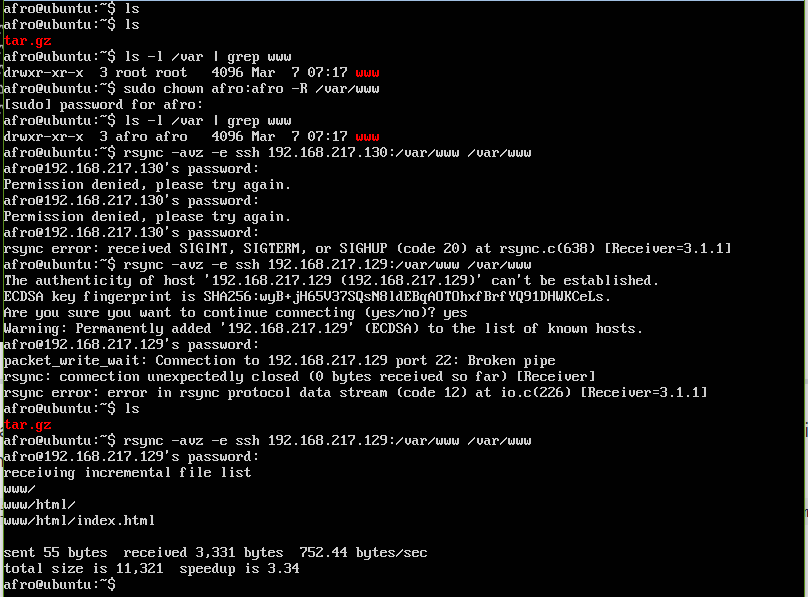 afro@ubuntu:~$ ls
afro@ubuntu:~$ ls
tar.gz
afro@ubuntu:~$ ls -l /var | grep www
drwxr-xr-x  3 root root   4096 Mar  7 07:17 www
afro@ubuntu:~$ sudo chown afro:afro -R /var/www
[sudo] password for afro:
afro@ubuntu:~$ ls -l /var | grep www
drwxr-xr-x  3 afro afro   4096 Mar  7 07:17 www
afro@ubuntu:~$ rsync -avz -e ssh 192.168.217.130:/var/www /var/www
afro@192.168.217.130's password:
Permission denied, please try again.
afro@192.168.217.130's password:
Permission denied, please try again.
afro@192.168.217.130's password:
rsync error: received SIGINT, SIGTERM, or SIGHUP (code 20) at rsync.c(638) [Receiver=3.1.1]
afro@ubuntu:~$ rsync -avz -e ssh 192.168.217.129:/var/www /var/www
The authenticity of host '192.168.217.129 (192.168.217.129)' can't be established.
ECDSA key fingerprint is SHA256:wyB+jH65V37SQsN81dEBqAOTOhxfBrfYQ91DHWKCeLs.
Are you sure you want to continue connecting (yes/no)? yes
Warning: Permanently added '192.168.217.129' (ECDSA) to the list of known hosts.
afro@192.168.217.129's password:
packet_write_wait: Connection to 192.168.217.129 port 22: Broken pipe
rsync: connection unexpectedly closed (0 bytes received so far) [Receiver]
rsync error: error in rsync protocol data stream (code 12) at io.c(226) [Receiver=3.1.1]
afro@ubuntu:~$ ls
tar.gz
afro@ubuntu:~$ rsync -avz -e ssh 192.168.217.129:/var/www /var/www
afro@192.168.217.129's password:
receiving incremental file list
www/
www/html/
www/html/index.html
sent 55 bytes  received 3,331 bytes  752.44 bytes/sec
total size is 11,321  speedup is 3.34
afro@ubuntu:~$